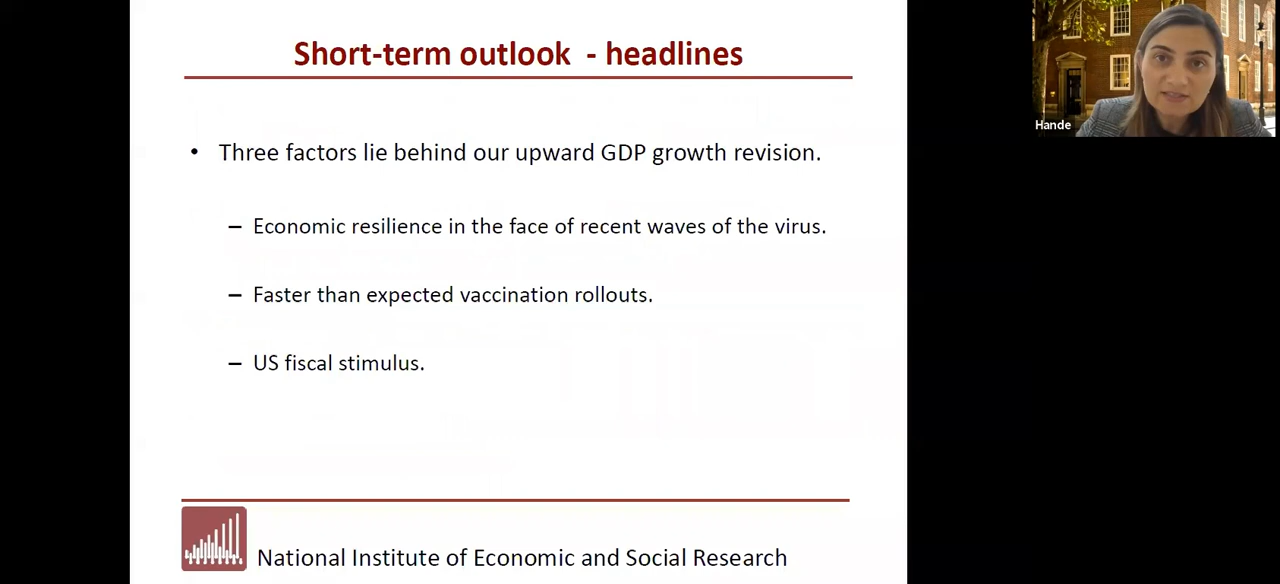 Short-term outlook - headlines
Hande
• Three factors lie behind our upward GDP growth revision.
– Economic resilience in the face of recent waves of the virus.
– Faster than expected vaccination rollouts.
– US fiscal stimulus.
National Institute of Economic and Social Research